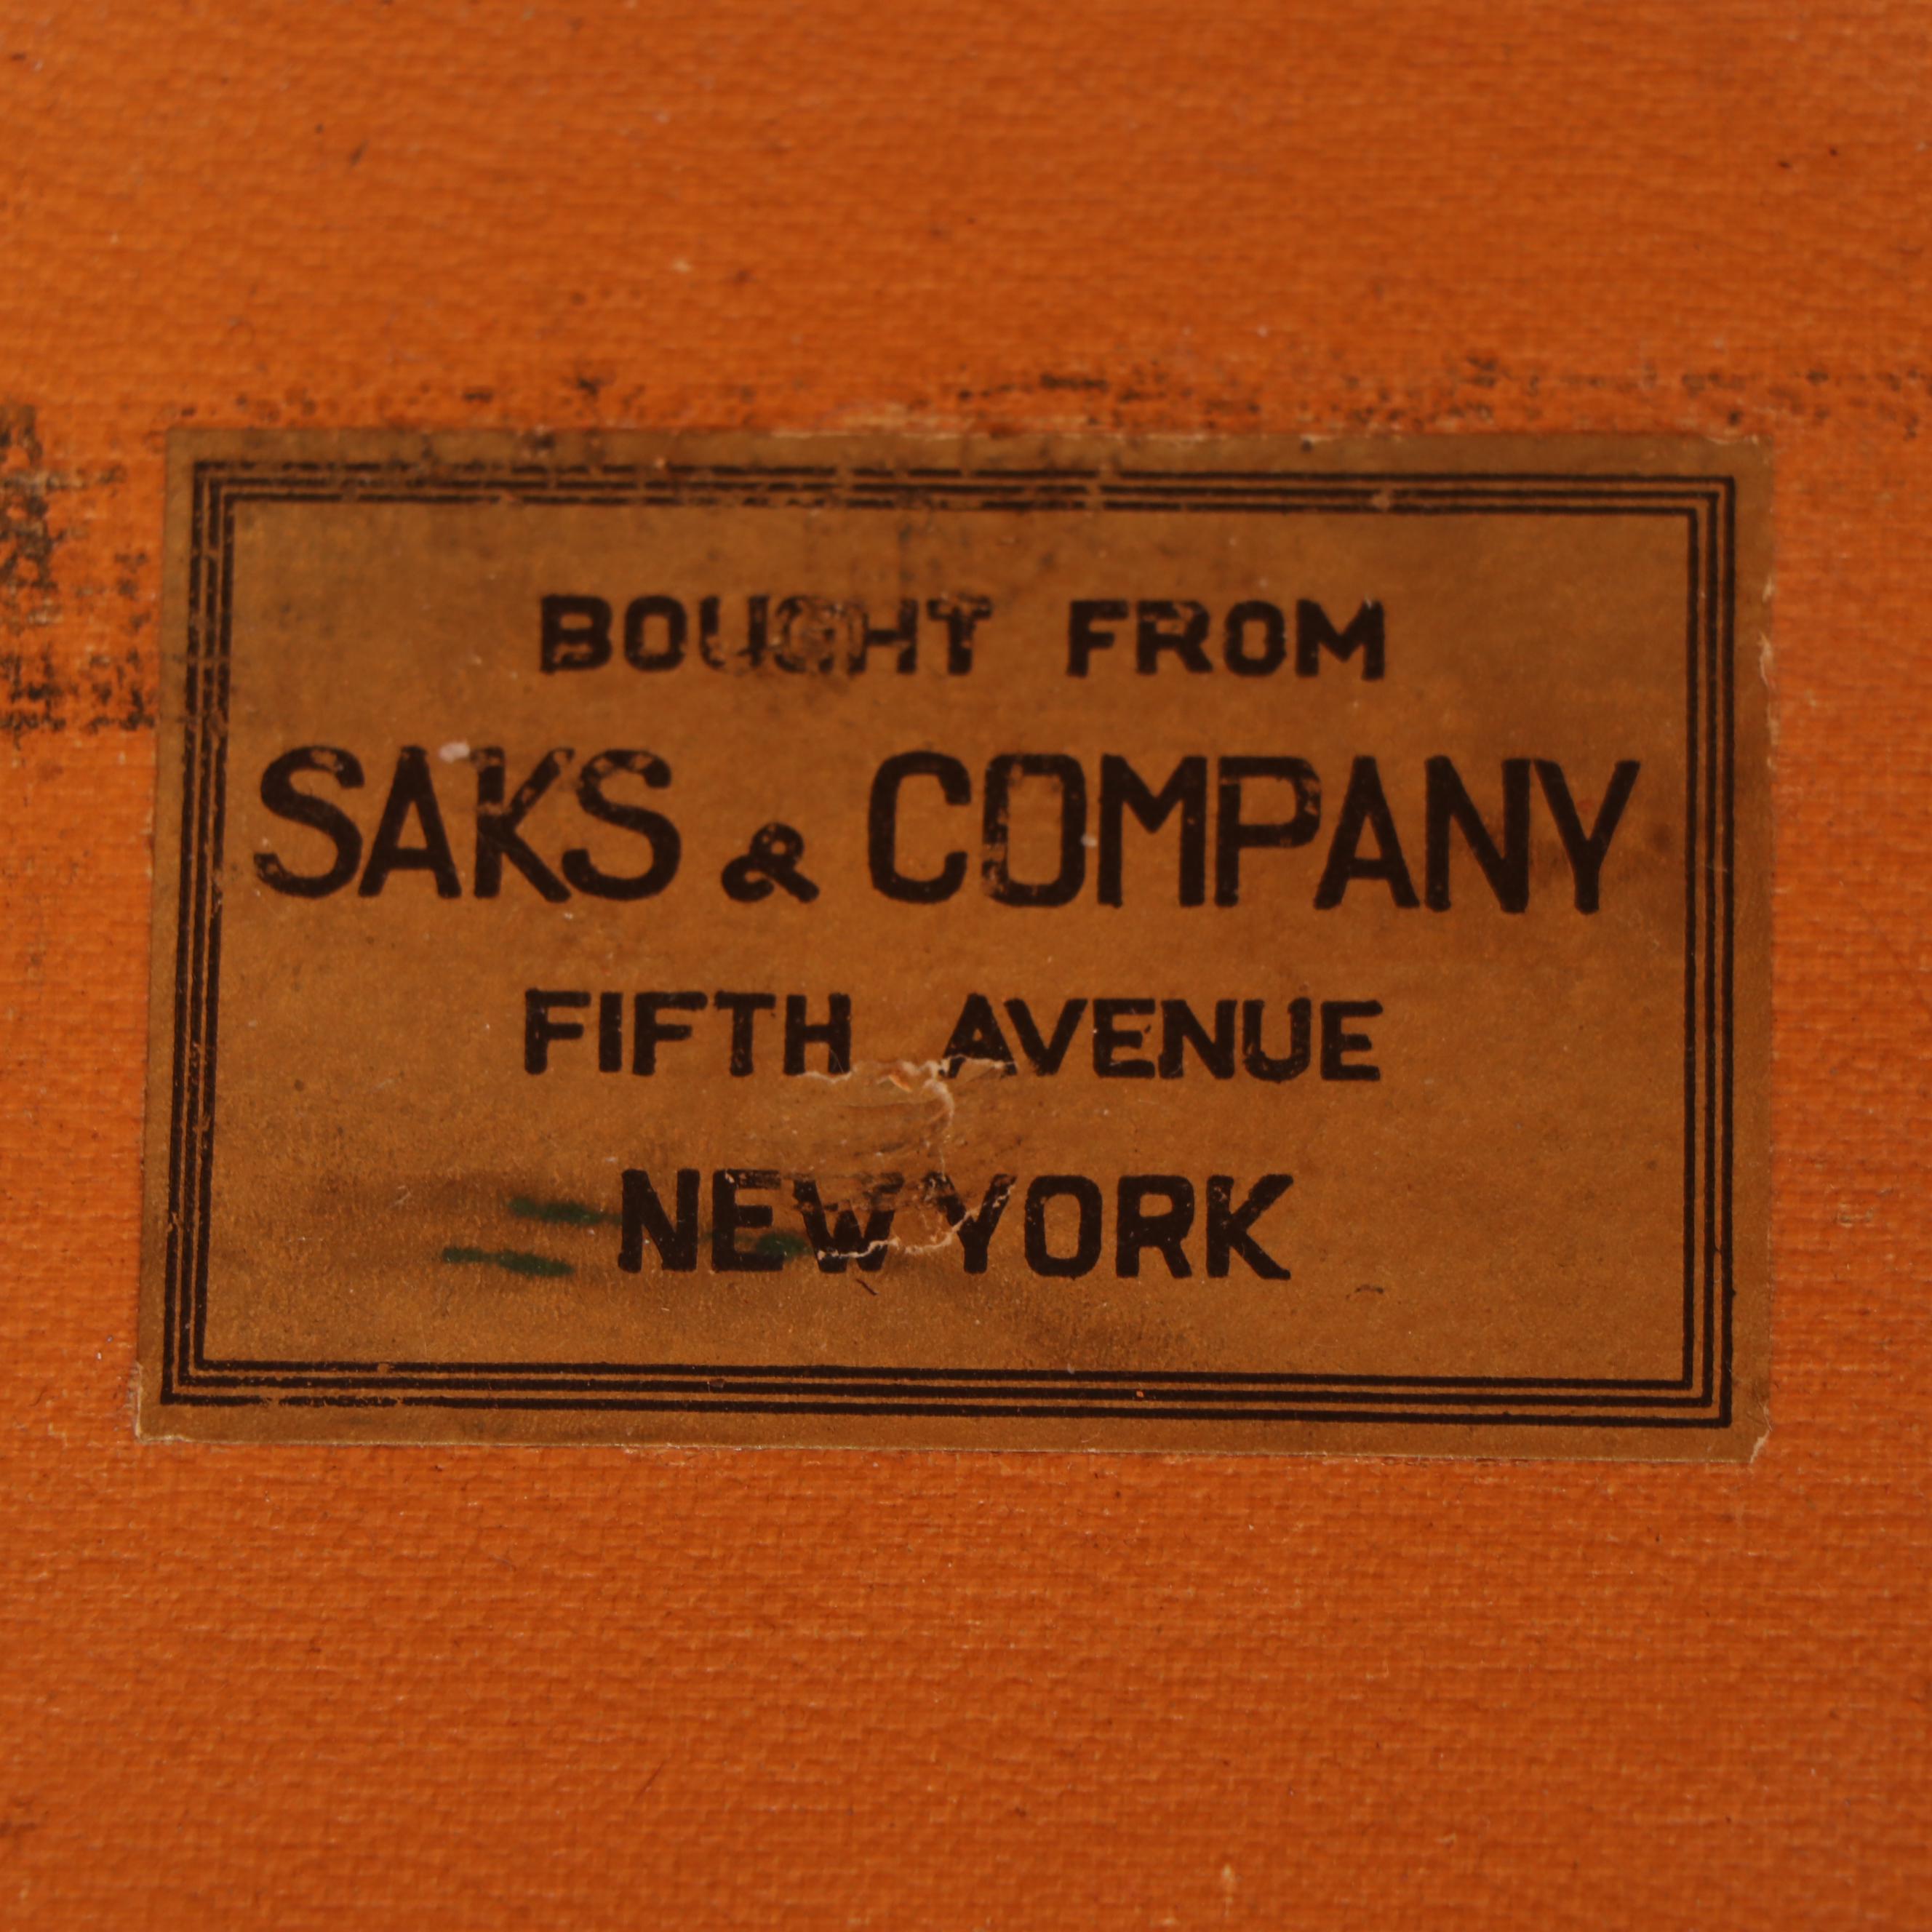 BOUGHT FROM
SAKS & COMPANY
FIFTH AVENUE
NEW YORK